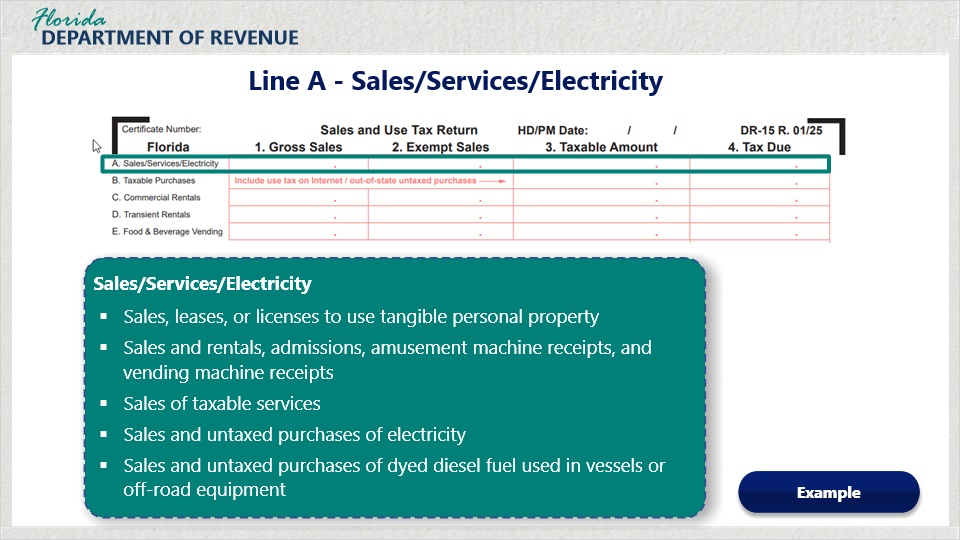 Florida
DEPARTMENT OF REVENUE
Line A - Sales/Services/Electricity
Certificate Number: Sales and Use Tax Return HD/PM Date: / / DR-15 R. 01/25
Florida 1. Gross Sales 2. Exempt Sales 3. Taxable Amount 4. Tax Due
A. Sales/Services/Electricity . . . .
B. Taxable Purchases Include use tax on Internet / out-of-state untaxed purchases . .
C. Commercial Rentals . . . .
D. Transient Rentals . . . .
E. Food & Beverage Vending . . . .
Sales/Services/Electricity
▪ Sales, leases, or licenses to use tangible personal property
▪ Sales and rentals, admissions, amusement machine receipts, and
vending machine receipts
▪ Sales of taxable services
▪ Sales and untaxed purchases of electricity
▪ Sales and untaxed purchases of dyed diesel fuel used in vessels or
off-road equipment
Example